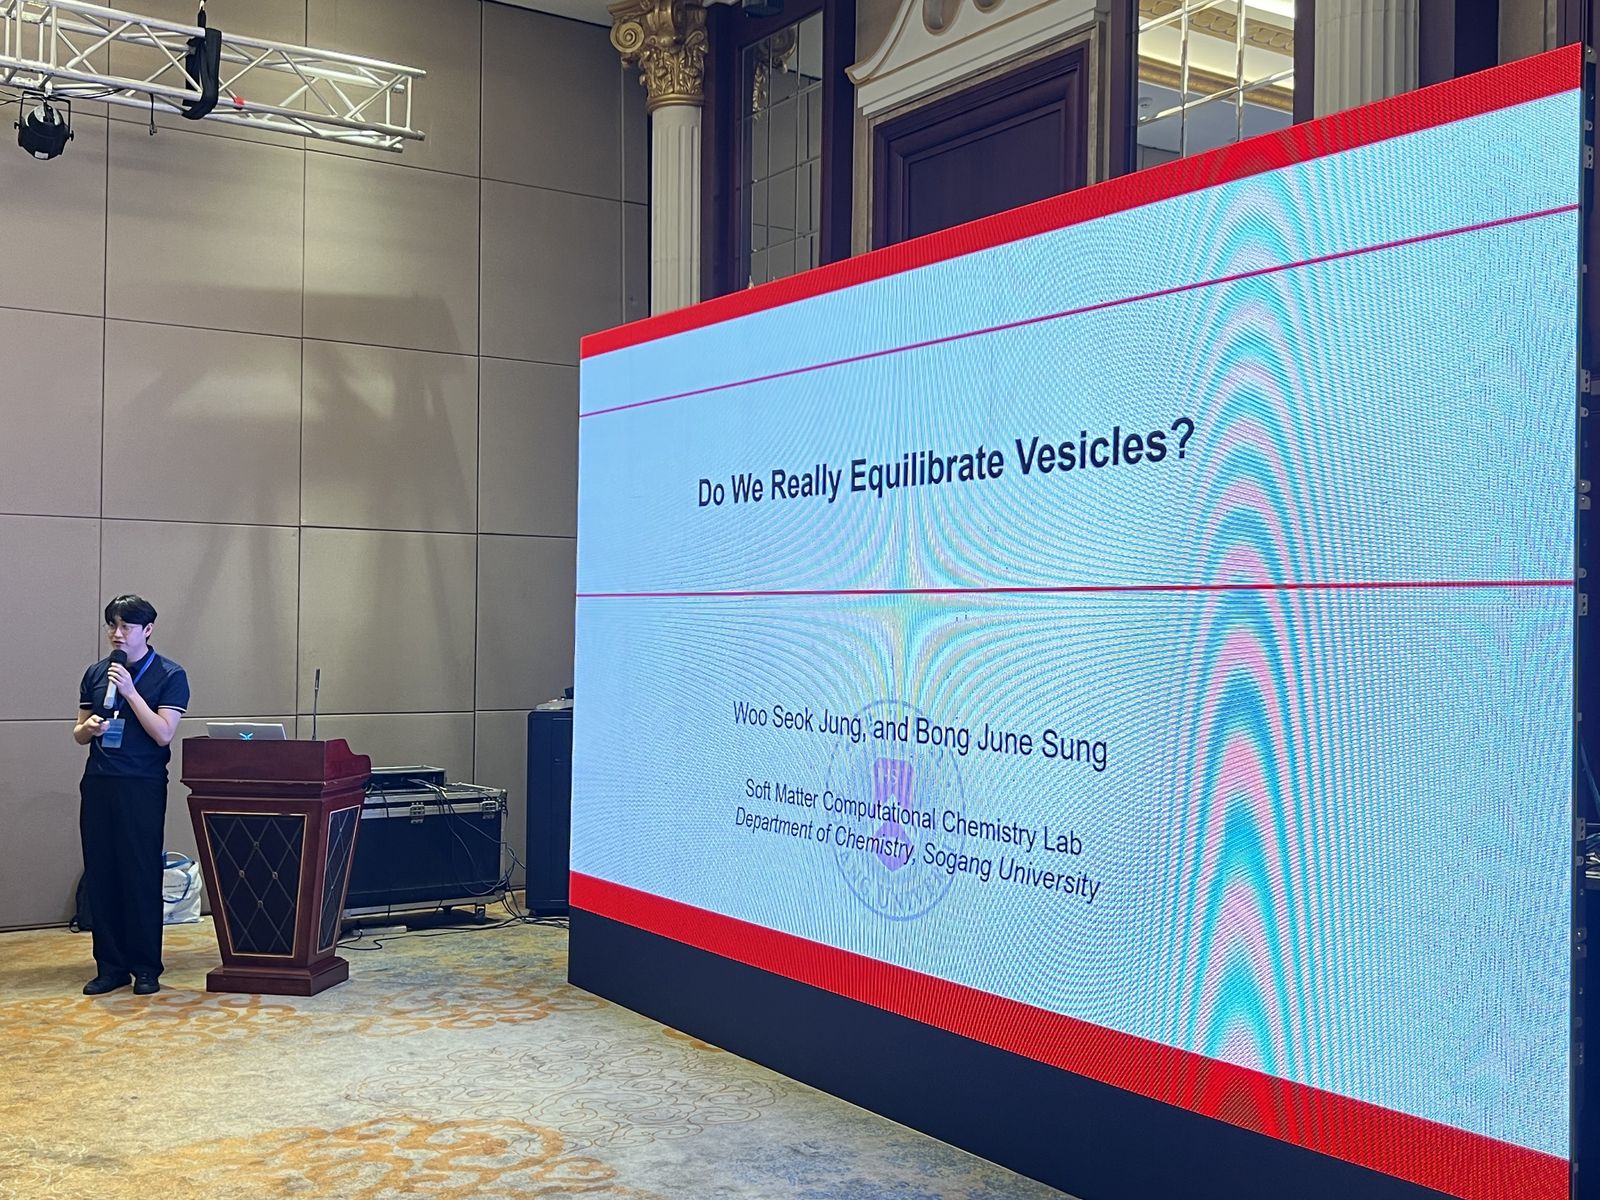 Do We Really Equilibrate Vesicles?
Woo Seok Jung, and Bong June Sung
Soft Matter Computational Chemistry Lab
Department of Chemistry, Sogang University